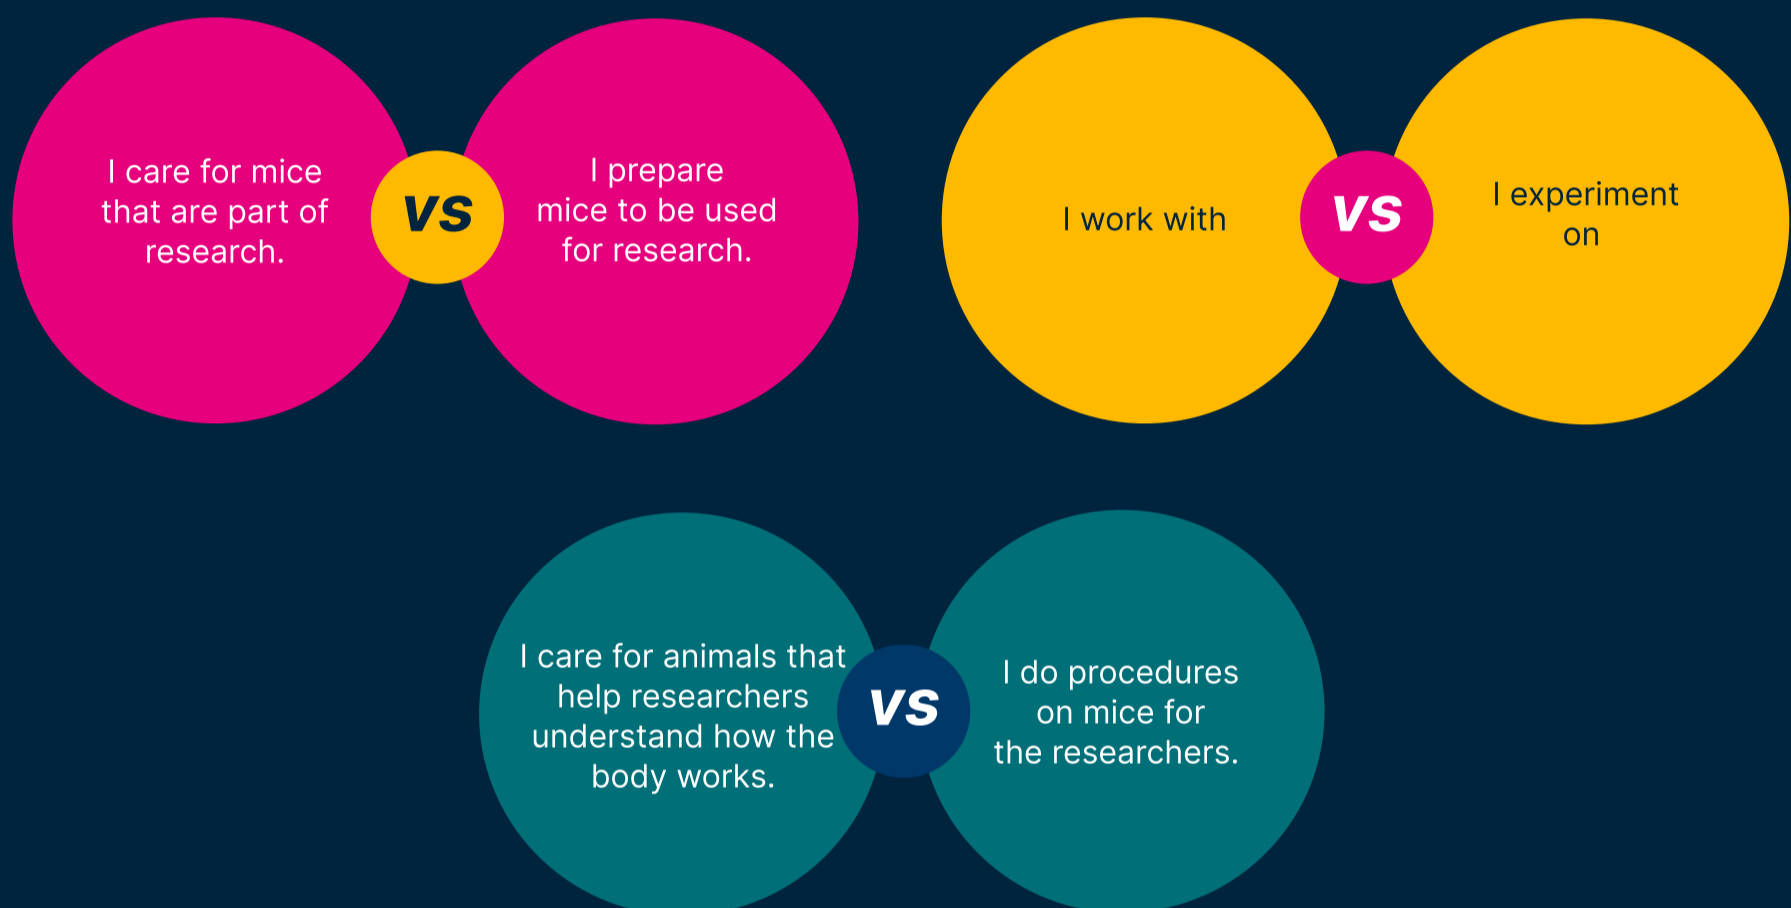 I care for mice
that are part of
research.
vs
I prepare
mice to be used
for research.
I work with
vs
I experiment
on
I care for animals that
help researchers
understand how the
body works.
vs
I do procedures
on mice for
the researchers.